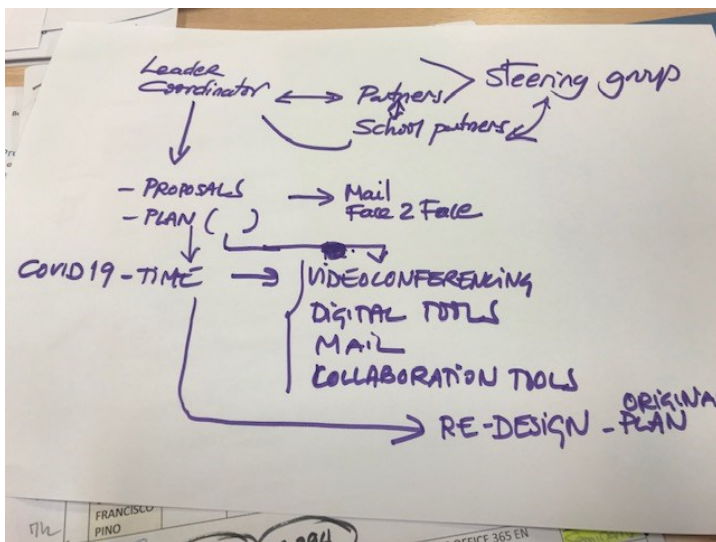 Leader
Coordinator
Partners
Steering group
School partners
- PROPOSALS
- PLAN ( )
Mail
Face 2 Face
COVID19 - TIME
VIDEOCONFERENCING
DIGITAL TOOLS
MAIL
COLLABORATION TOOLS
RE-DESIGN - ORIGINAL
PLAN
FRANCISCO
PINO
OFFICE 365 EN